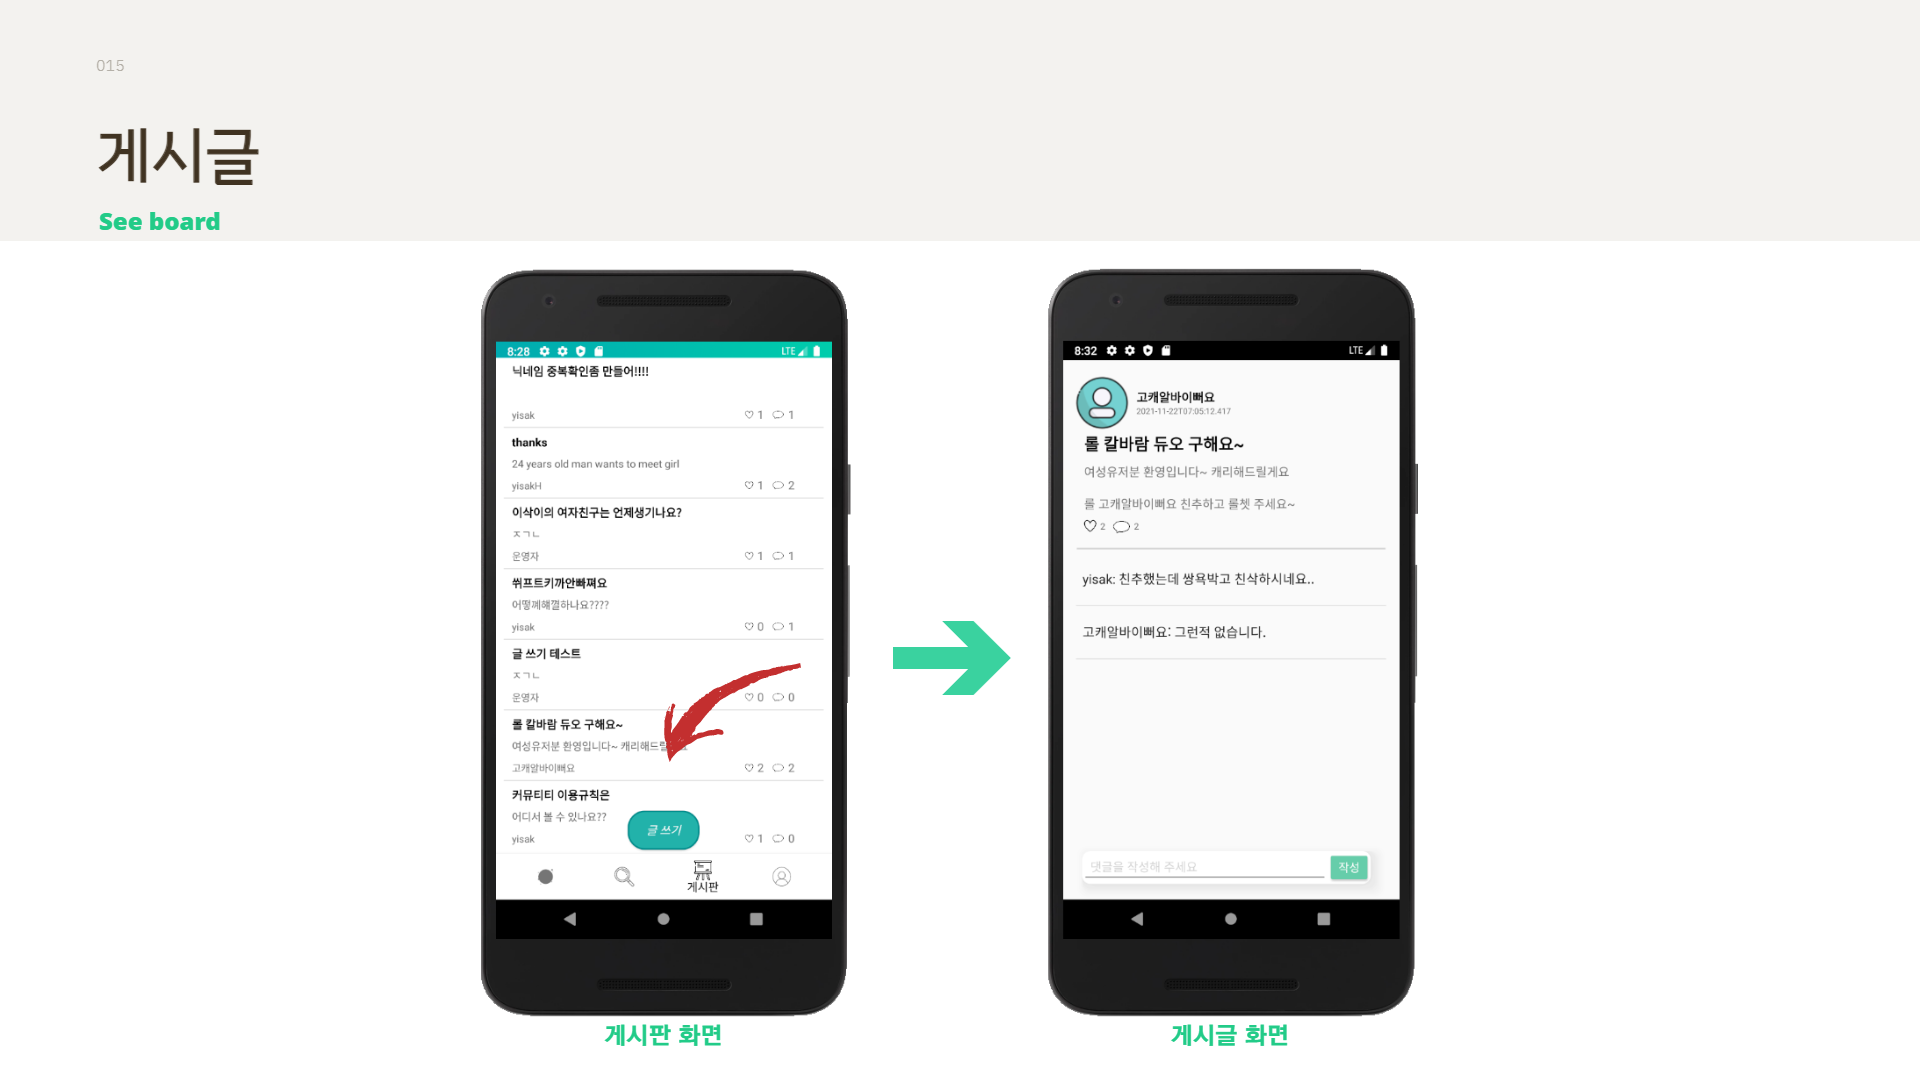 015
게시글
See board
8:28
LTE
닉네임 중복확인좀 만들어!!!!
yisak
1 1
thanks
24 years old man wants to meet girl
yisakH
1 2
이삭이의 여자친구는 언제생기나요?
ㅈㄱㄴ
운영자
1 1
쒸프트키까안빠쪄요
어떻꼐해낄하나요????
yisak
0 1
글 쓰기 테스트
ㅈㄱㄴ
운영자
0 0
롤 칼바람 듀오 구해요~
여성유저분 환영입니다~ 캐리해드릴
고캐알바이뻐요
2 2
커뮤티티 이용규칙은
어디서 볼 수 있나요??
yisak
1 0
글 쓰기
게시판
게시판 화면
8:32
LTE
고캐알바이뻐요
2021-11-22T07:05:12.417
롤 칼바람 듀오 구해요~
여성유저분 환영입니다~ 캐리해드릴게요
롤 고캐알바이뻐요 친추하고 롤쳇 주세요~
2 2
yisak: 친추했는데 쌍욕박고 친삭하시네요..
고캐알바이뻐요: 그런적 없습니다.
댓글을 작성해 주세요
작성
게시글 화면